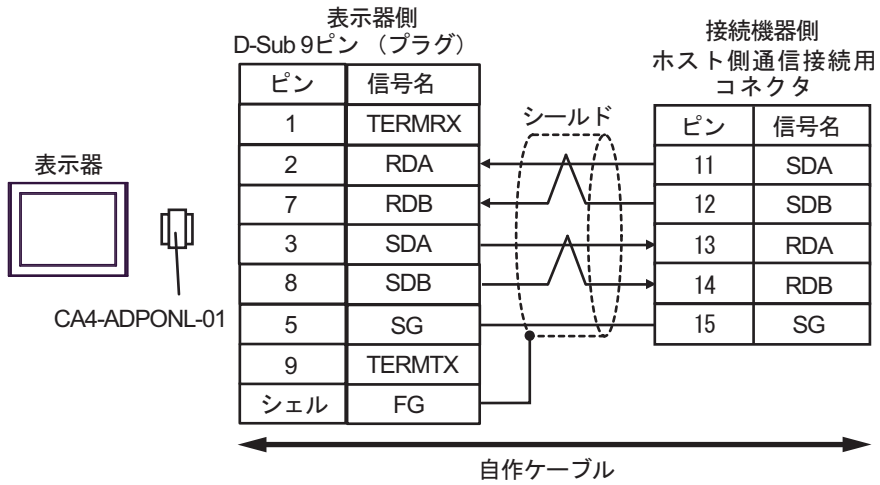 表示器側
D-Sub 9ピン （プラグ）
ピン 信号名
1 TERMRX
2 RDA
7 RDB
3 SDA
8 SDB
5 SG
9 TERMTX
シェル FG
シールド
接続機器側
ホスト側通信接続用
コネクタ
ピン 信号名
11 SDA
12 SDB
13 RDA
14 RDB
15 SG
表示器
CA4-ADPONL-01
自作ケーブル